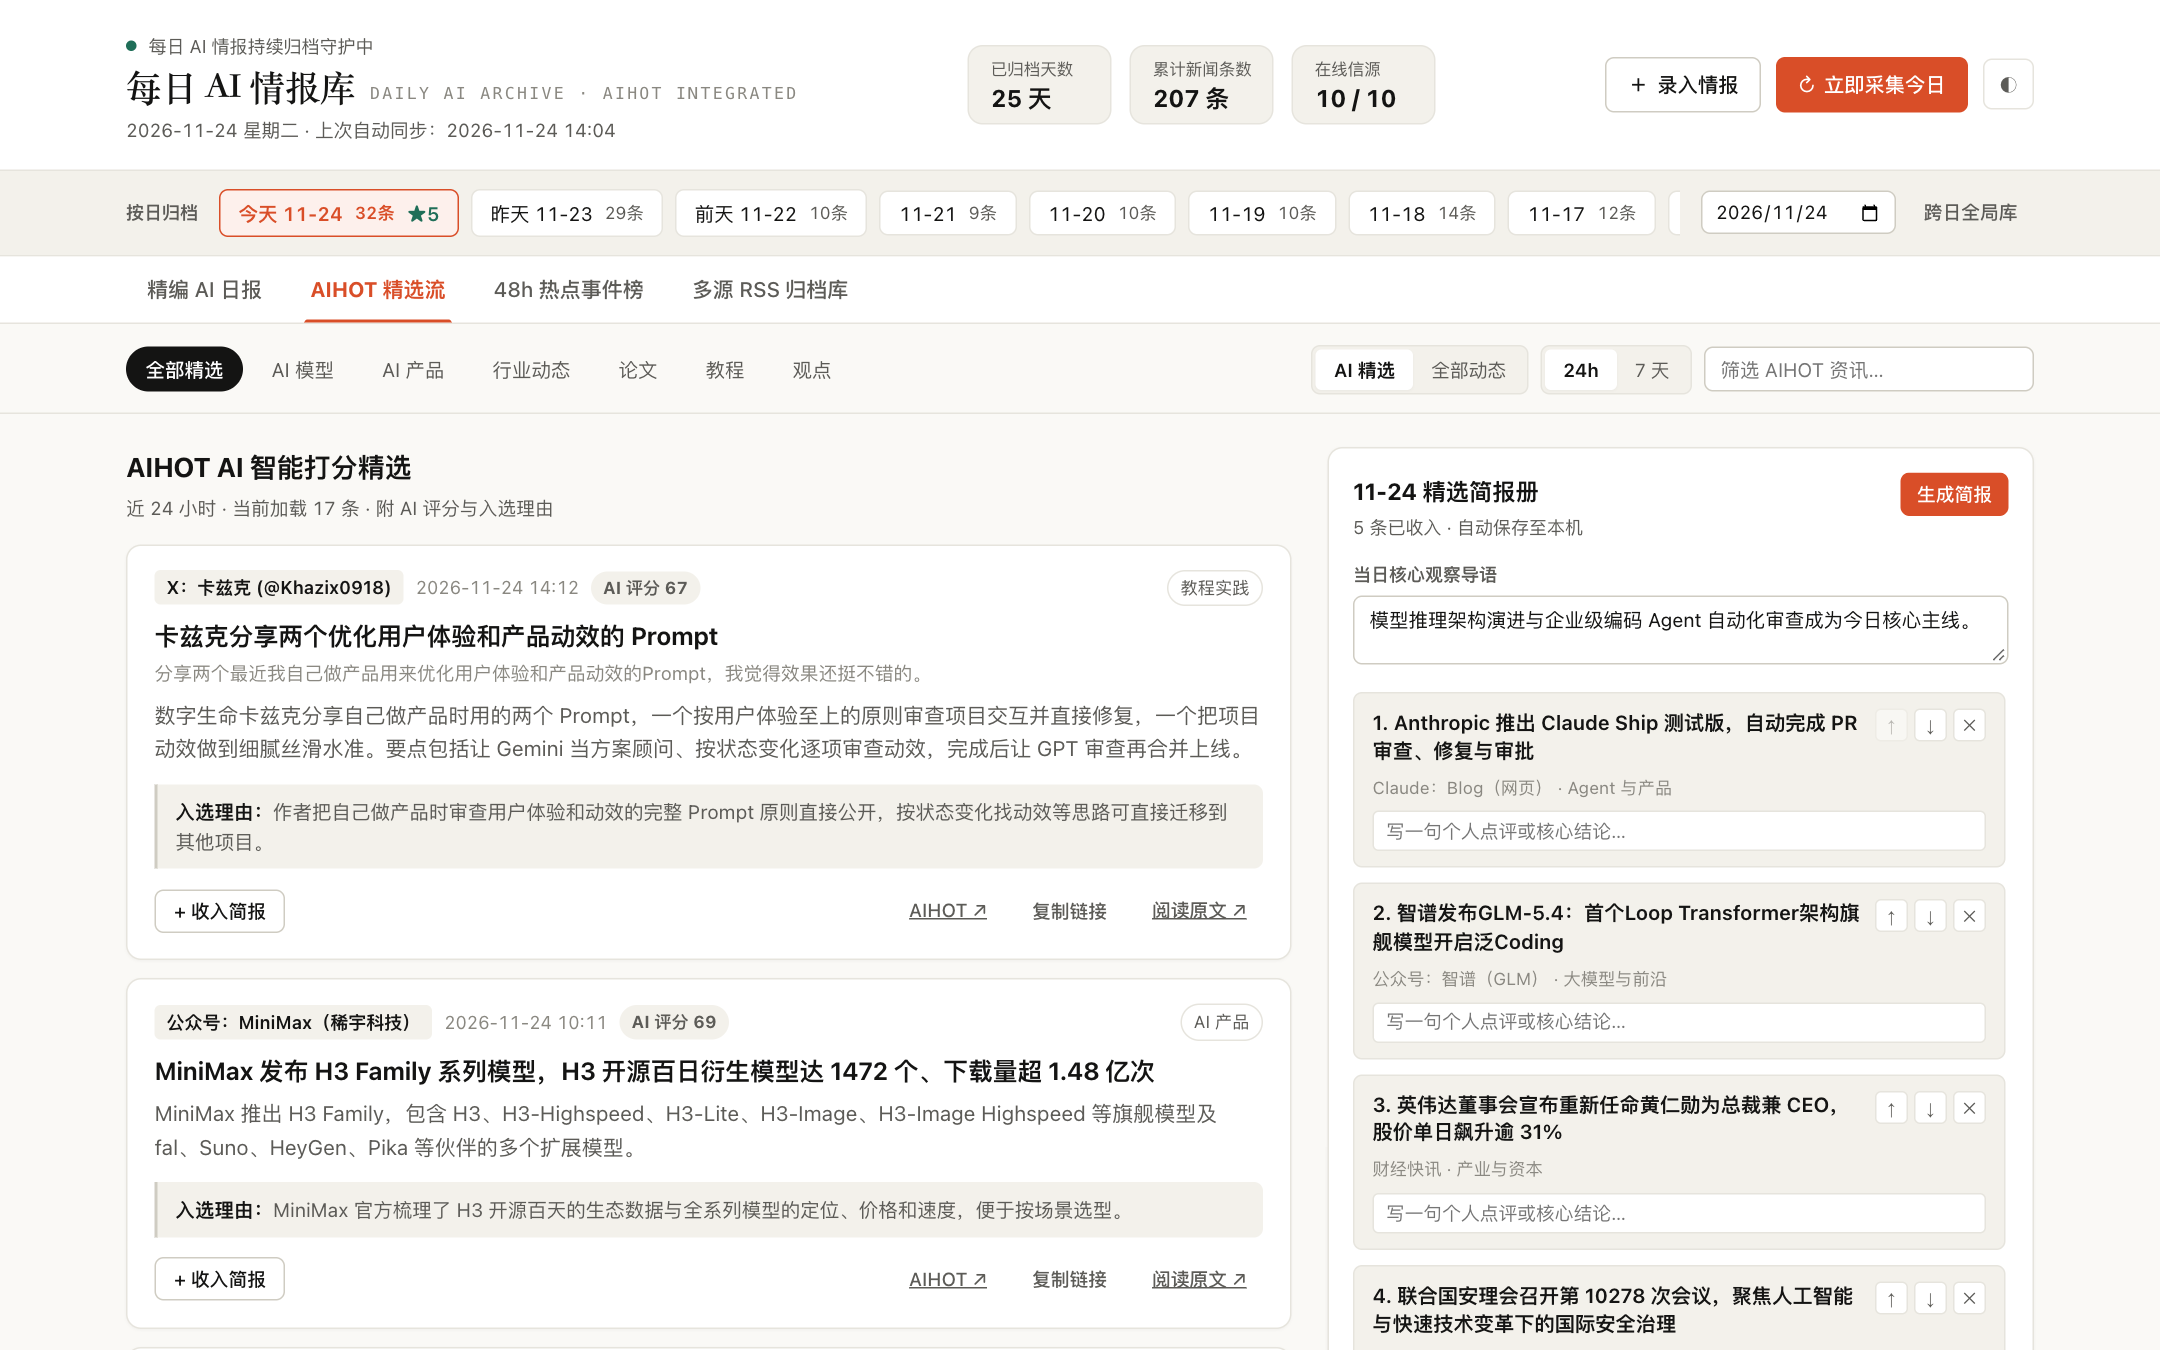 每日 AI 情报持续归档守护中
每日 AI 情报库 DAILY AI ARCHIVE · AIHOT INTEGRATED
2026-11-24 星期二 · 上次自动同步：2026-11-24 14:04
已归档天数
25 天
累计新闻条数
207 条
在线信源
10 / 10
+ 录入情报
↻ 立即采集今日
按日归档
今天 11-24 32条 ★5
昨天 11-23 29条
前天 11-22 10条
11-21 9条
11-20 10条
11-19 10条
11-18 14条
11-17 12条
2026/11/24
跨日全局库
精编 AI 日报
AIHOT 精选流
48h 热点事件榜
多源 RSS 归档库
全部精选
AI 模型
AI 产品
行业动态
论文
教程
观点
AI 精选
全部动态
24h
7 天
筛选 AIHOT 资讯...
AIHOT AI 智能打分精选
近 24 小时 · 当前加载 17 条 · 附 AI 评分与入选理由
X：卡兹克 (@Khazix0918) 2026-11-24 14:12 AI 评分 67 教程实践
卡兹克分享两个优化用户体验和产品动效的 Prompt
分享两个最近我自己做产品用来优化用户体验和产品动效的Prompt，我觉得效果还挺不错的。
数字生命卡兹克分享自己做产品时用的两个 Prompt，一个按用户体验至上的原则审查项目交互并直接修复，一个把项目
动效做到细腻丝滑水准。要点包括让 Gemini 当方案顾问、按状态变化逐项审查动效，完成后让 GPT 审查再合并上线。
入选理由：作者把自己做产品时审查用户体验和动效的完整 Prompt 原则直接公开，按状态变化找动效等思路可直接迁移到
其他项目。
+ 收入简报
AIHOT ↗
复制链接
阅读原文 ↗
公众号：MiniMax（稀宇科技） 2026-11-24 10:11 AI 评分 69 AI 产品
MiniMax 发布 H3 Family 系列模型，H3 开源百日衍生模型达 1472 个、下载量超 1.48 亿次
MiniMax 推出 H3 Family，包含 H3、H3-Highspeed、H3-Lite、H3-Image、H3-Image Highspeed 等旗舰模型及
fal、Suno、HeyGen、Pika 等伙伴的多个扩展模型。
入选理由：MiniMax 官方梳理了 H3 开源百天的生态数据与全系列模型的定位、价格和速度，便于按场景选型。
+ 收入简报
AIHOT ↗
复制链接
阅读原文 ↗
11-24 精选简报册
生成简报
5 条已收入 · 自动保存至本机
当日核心观察导语
模型推理架构演进与企业级编码 Agent 自动化审查成为今日核心主线。
1. Anthropic 推出 Claude Ship 测试版，自动完成 PR
审查、修复与审批
↑ ↓ ×
Claude：Blog（网页） · Agent 与产品
写一句个人点评或核心结论...
2. 智谱发布GLM-5.4：首个Loop Transformer架构旗
舰模型开启泛Coding
↑ ↓ ×
公众号：智谱（GLM） · 大模型与前沿
写一句个人点评或核心结论...
3. 英伟达董事会宣布重新任命黄仁勋为总裁兼 CEO，
股价单日飙升逾 31%
↑ ↓ ×
财经快讯 · 产业与资本
写一句个人点评或核心结论...
4. 联合国安理会召开第 10278 次会议，聚焦人工智能
与快速技术变革下的国际安全治理
↑ ↓ ×